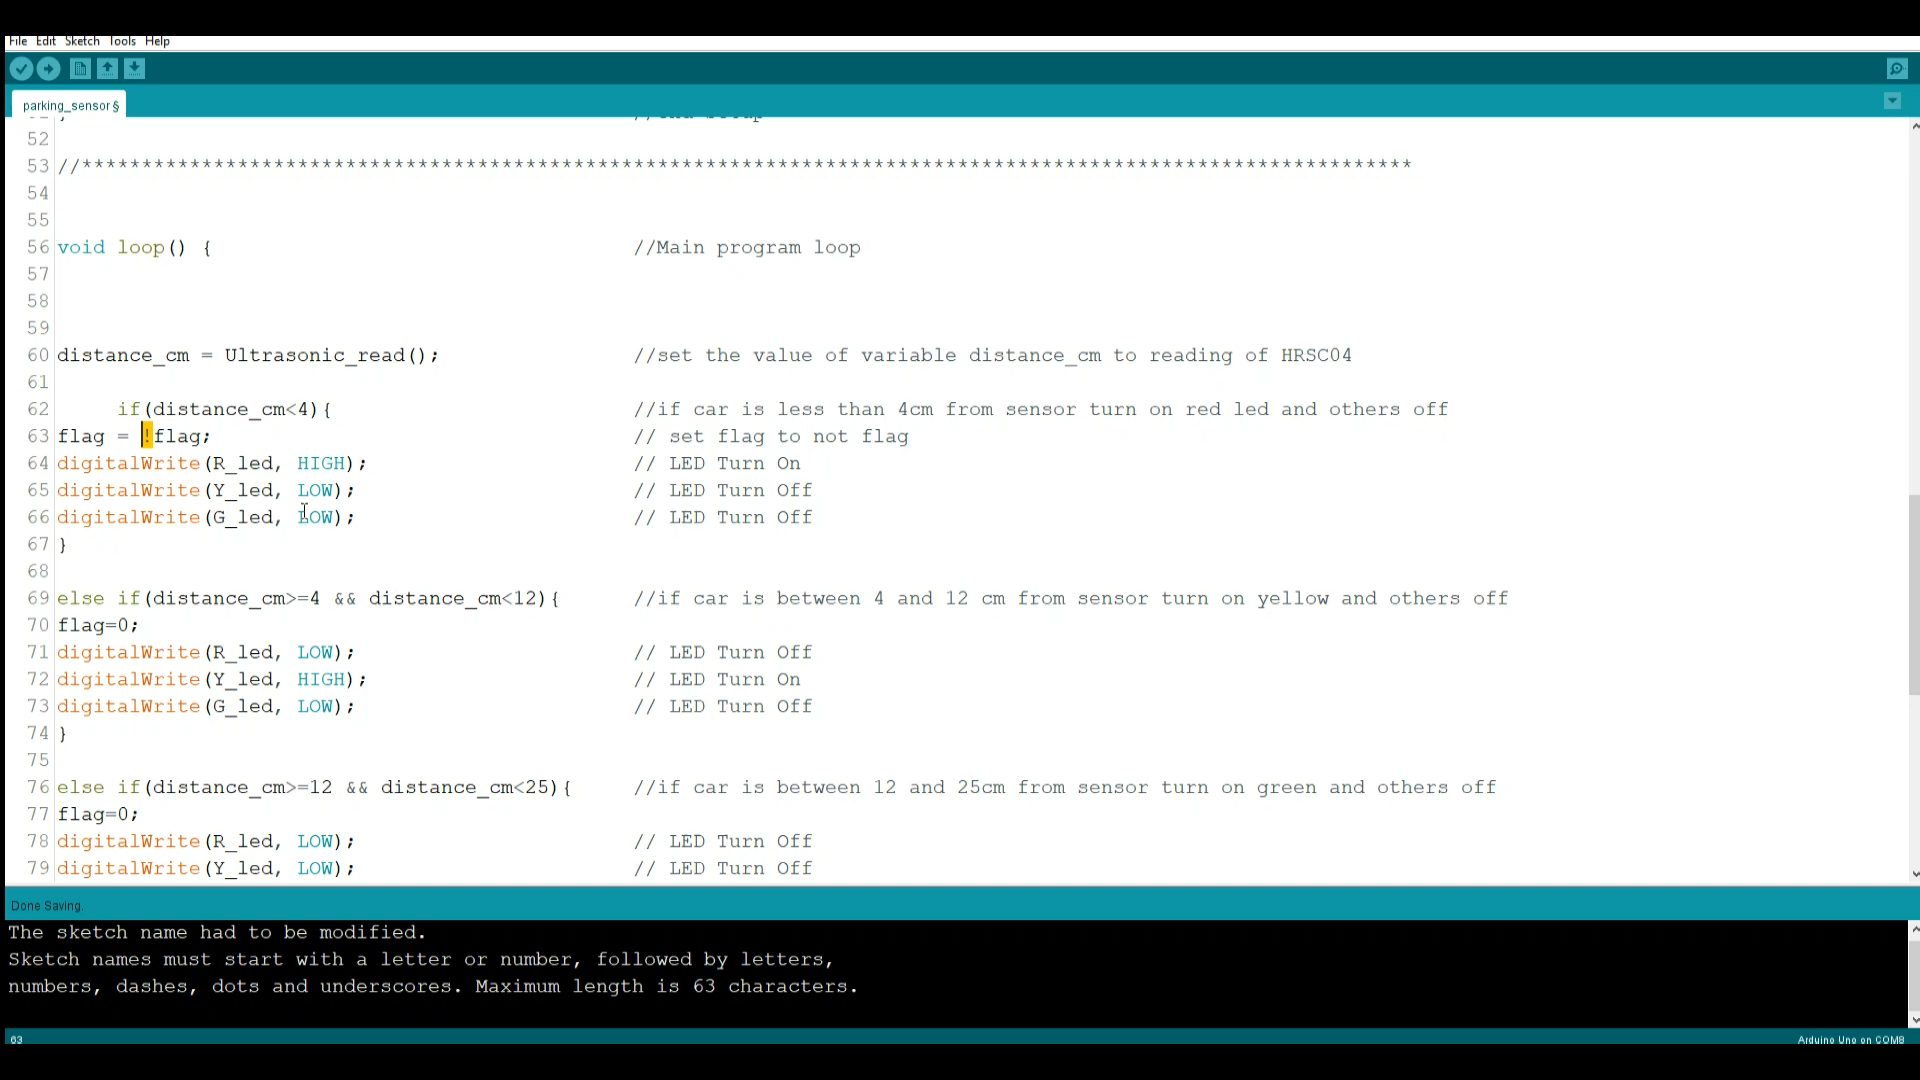 File Edit Sketch Tools Help
parking_sensor §
52
53 //***************************************************************************************************************
54
55
56 void loop() { //Main program loop
57
58
59
60 distance_cm = Ultrasonic_read(); //set the value of variable distance_cm to reading of HRSC04
61
62 if(distance_cm<4){ //if car is less than 4cm from sensor turn on red led and others off
63 flag = !flag; // set flag to not flag
64 digitalWrite(R_led, HIGH); // LED Turn On
65 digitalWrite(Y_led, LOW); // LED Turn Off
66 digitalWrite(G_led, LOW); // LED Turn Off
67 }
68
69 else if(distance_cm>=4 && distance_cm<12){ //if car is between 4 and 12 cm from sensor turn on yellow and others off
70 flag=0;
71 digitalWrite(R_led, LOW); // LED Turn Off
72 digitalWrite(Y_led, HIGH); // LED Turn On
73 digitalWrite(G_led, LOW); // LED Turn Off
74 }
75
76 else if(distance_cm>=12 && distance_cm<25){ //if car is between 12 and 25cm from sensor turn on green and others off
77 flag=0;
78 digitalWrite(R_led, LOW); // LED Turn Off
79 digitalWrite(Y_led, LOW); // LED Turn Off
Done Saving.
The sketch name had to be modified.
Sketch names must start with a letter or number, followed by letters,
numbers, dashes, dots and underscores. Maximum length is 63 characters.
63 Arduino Uno on COM8